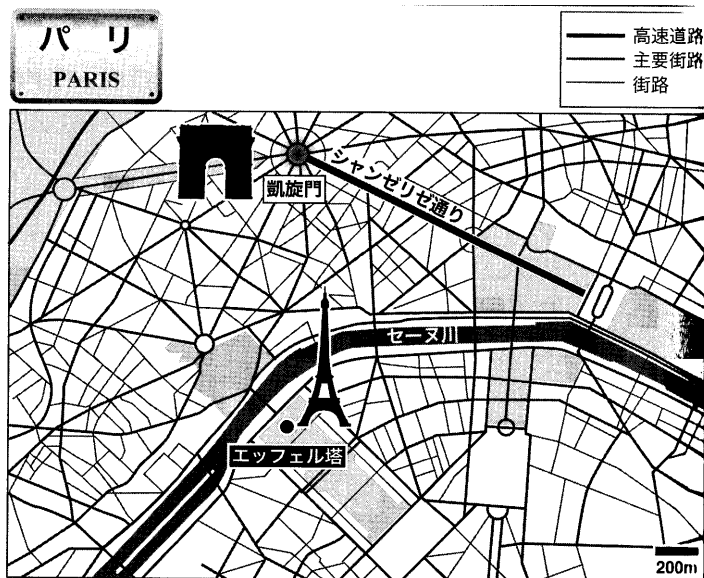 パリ
PARIS
高速道路
主要街路
街路
凱旋門
シャンゼリゼ通り
セーヌ川
エッフェル塔
200m